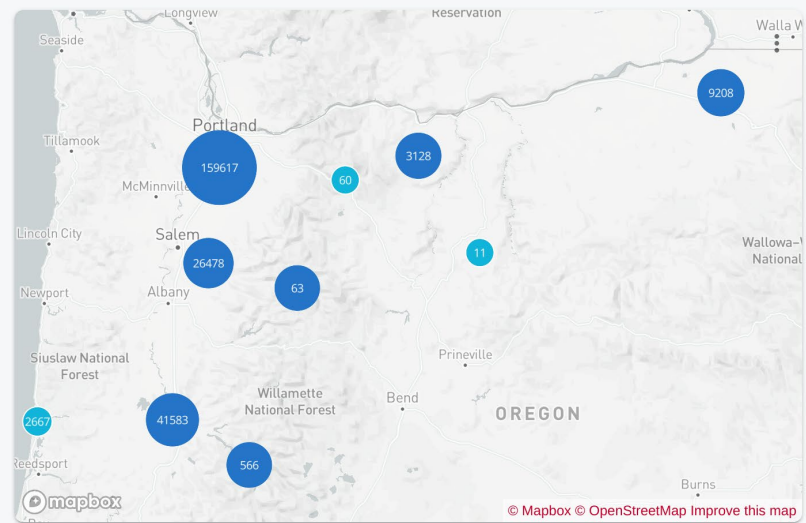 Longview
Reservation
Walla W
Seaside
9208
Portland
Tillamook
3128
159617
60
McMinnville
Lincoln City
Salem
Wallowa–W
National
11
26478
63
Newport
Albany
Siuslaw National
Forest
Prineville
Willamette
National Forest
Bend
OREGON
2667
41583
Reedsport
566
Burns
mapbox
© Mapbox © OpenStreetMap Improve this map